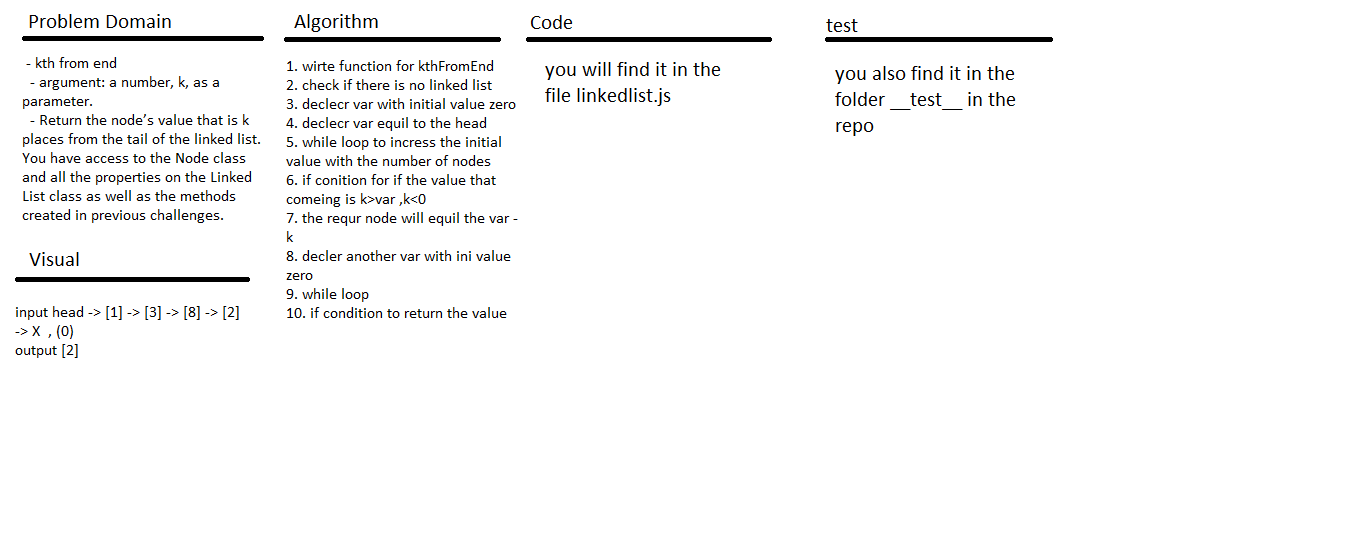 Problem Domain
- kth from end
- argument: a number, k, as a
parameter.
- Return the node’s value that is k
places from the tail of the linked list.
You have access to the Node class
and all the properties on the Linked
List class as well as the methods
created in previous challenges.
Visual
input head -> [1] -> [3] -> [8] -> [2]
-> X , (0)
output [2]
Algorithm
1. wirte function for kthFromEnd
2. check if there is no linked list
3. declecr var with initial value zero
4. declecr var equil to the head
5. while loop to incress the initial
value with the number of nodes
6. if conition for if the value that
comeing is k>var ,k<0
7. the requr node will equil the var -
k
8. decler another var with ini value
zero
9. while loop
10. if condition to return the value
Code
you will find it in the
file linkedlist.js
test
you also find it in the
folder __test__ in the
repo